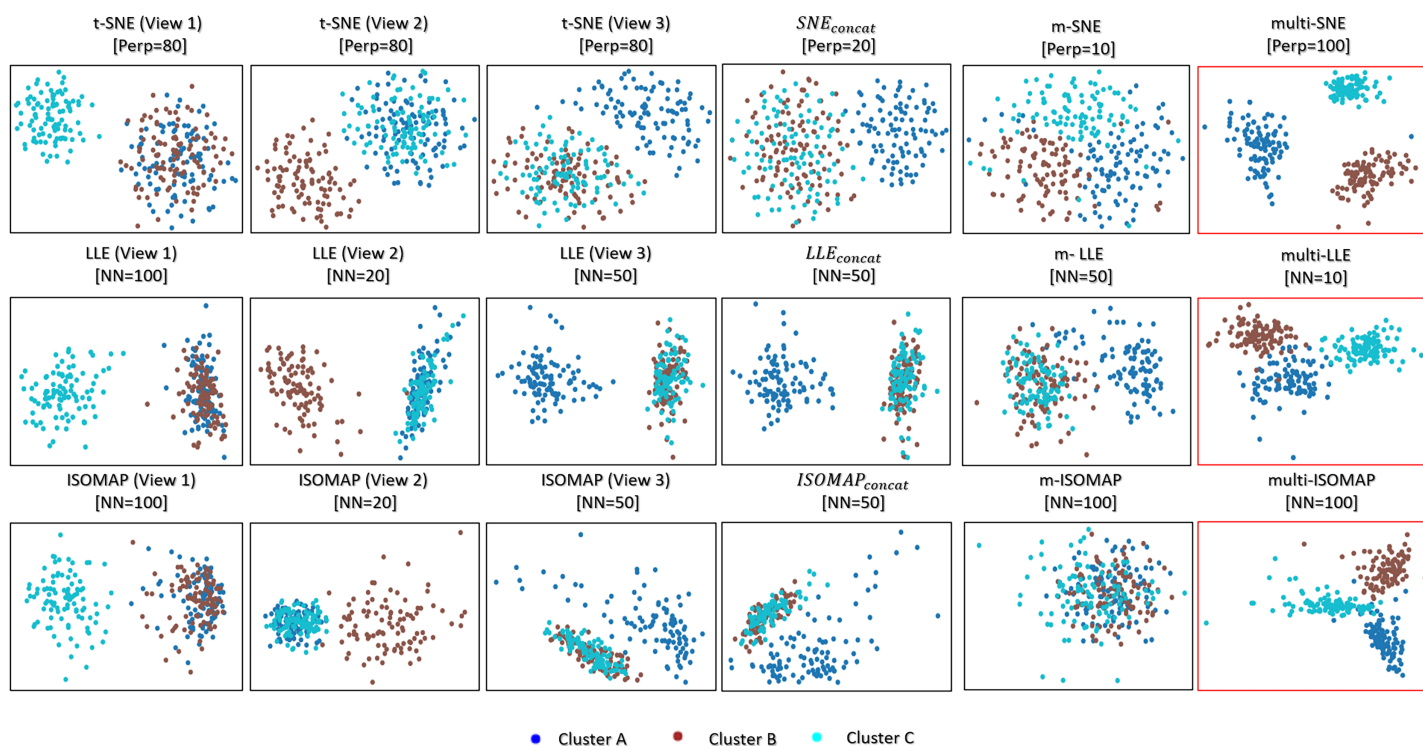 t-SNE (View 1)
[Perp=80]
t-SNE (View 2)
[Perp=80]
t-SNE (View 3)
[Perp=80]
SNE_concat
[Perp=20]
m-SNE
[Perp=10]
multi-SNE
[Perp=100]
LLE (View 1)
[NN=100]
LLE (View 2)
[NN=20]
LLE (View 3)
[NN=50]
LLE_concat
[NN=50]
m- LLE
[NN=50]
multi-LLE
[NN=10]
ISOMAP (View 1)
[NN=100]
ISOMAP (View 2)
[NN=20]
ISOMAP (View 3)
[NN=50]
ISOMAP_concat
[NN=50]
m-ISOMAP
[NN=100]
multi-ISOMAP
[NN=100]
Cluster A
Cluster B
Cluster C